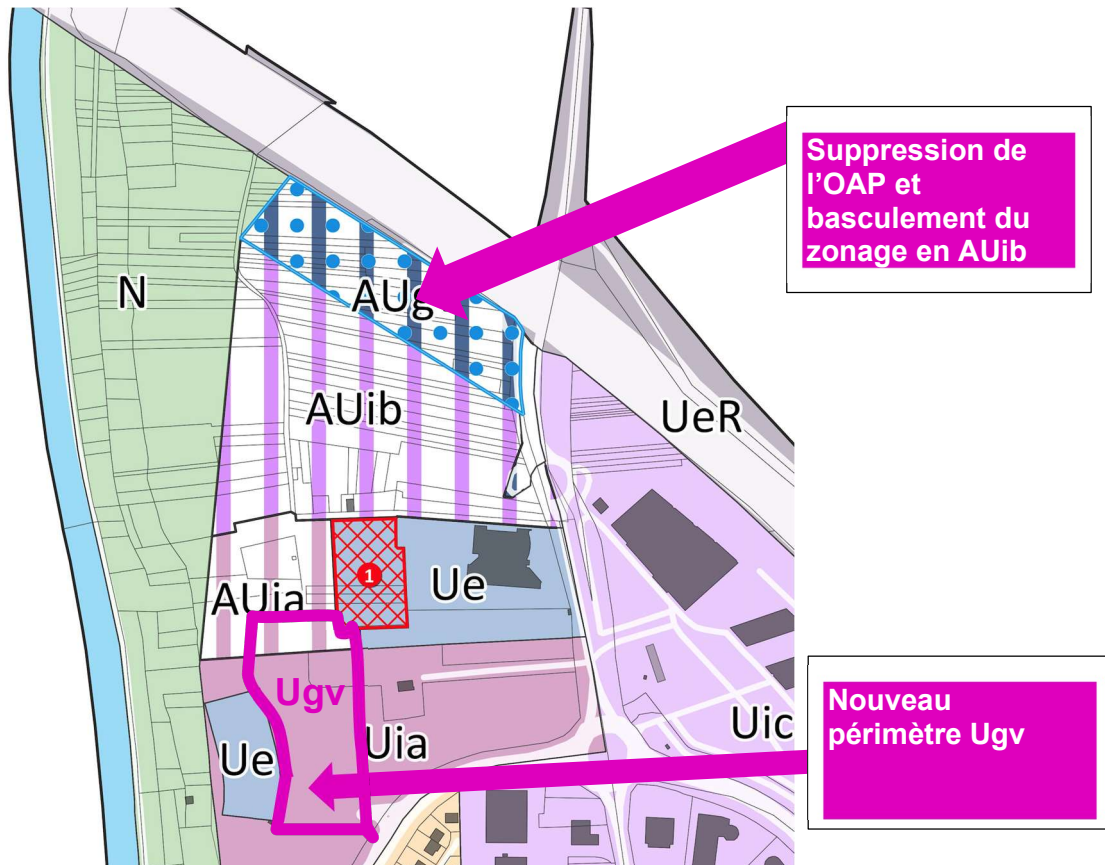 Suppression de
l’OAP et
basculement du
zonage en AUib
N
AUg
AUib
UeR
1
Ue
AUia
Ugv
Ue
Uia
Uic
Nouveau
périmètre Ugv